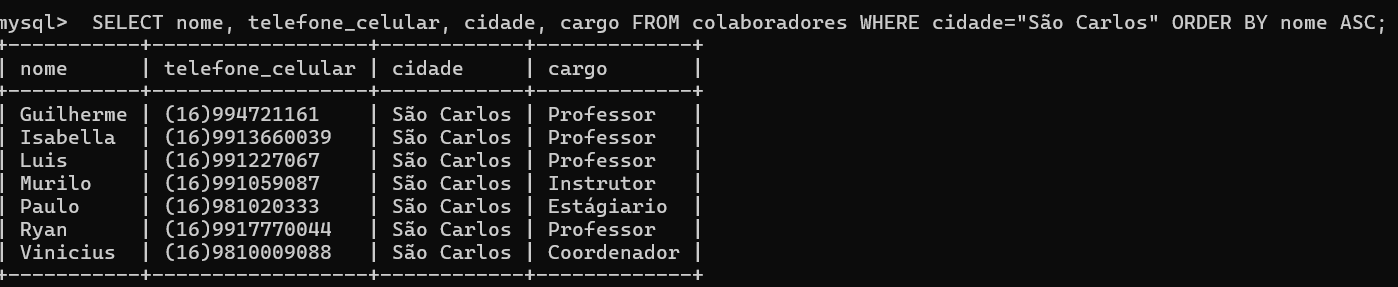 mysql>  SELECT nome, telefone_celular, cidade, cargo FROM colaboradores WHERE cidade="São Carlos" ORDER BY nome ASC;
+-----------+------------------+------------+-------------+
| nome      | telefone_celular | cidade     | cargo       |
+-----------+------------------+------------+-------------+
| Guilherme | (16)994721161    | São Carlos | Professor   |
| Isabella  | (16)9913660039   | São Carlos | Professor   |
| Luis      | (16)991227067    | São Carlos | Professor   |
| Murilo    | (16)991059087    | São Carlos | Instrutor   |
| Paulo     | (16)981020333    | São Carlos | Estágiario  |
| Ryan      | (16)9917770044   | São Carlos | Professor   |
| Vinicius  | (16)9810009088   | São Carlos | Coordenador |
+-----------+------------------+------------+-------------+